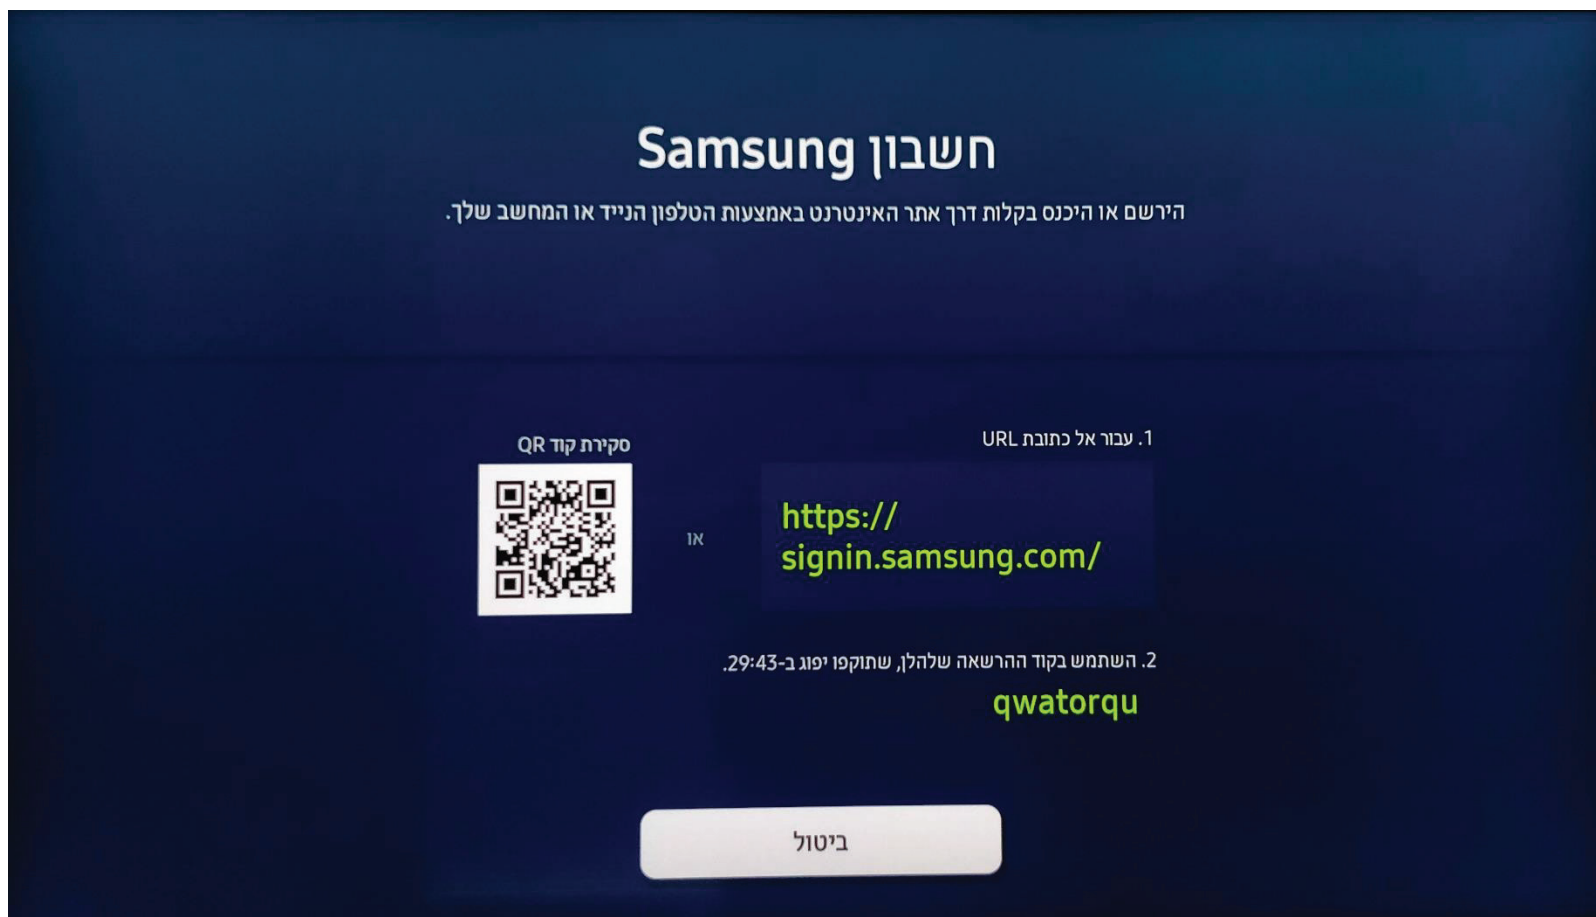 חשבון Samsung
הירשם או היכנס בקלות דרך אתר האינטרנט באמצעות הטלפון הנייד או המחשב שלך.
1. עבור אל כתובת URL
https://
signin.samsung.com/
או
סקירת קוד QR
2. השתמש בקוד ההרשאה שלהלן, שתוקפו יפוג ב-29:43.
qwatorqu
ביטול